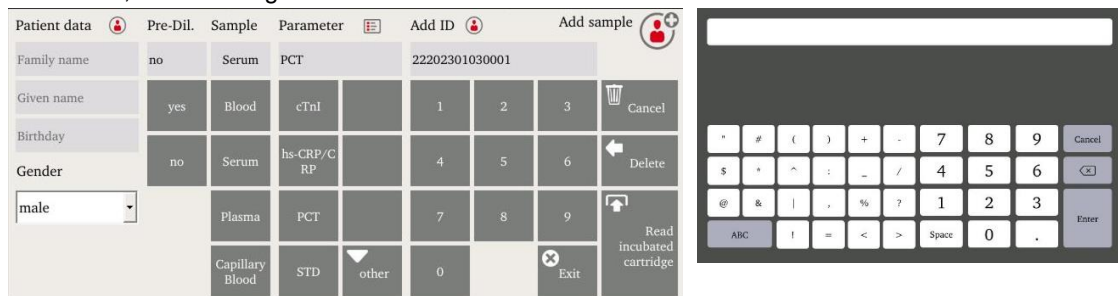 Patient data Pre-Dil. Sample Parameter Add ID Add sample
Family name no Serum PCT 22202301030001
Given name yes Blood cTnI 1 2 3 Cancel
Birthday
Gender no Serum hs-CRP/C
RP 4 5 6 Delete
male Plasma PCT 7 8 9 Read
incubated
cartridge
Capillary
Blood STD other 0 Exit
" # ( ) + - 7 8 9 Cancel
$ * ^ : _ / 4 5 6
@ & | , % ? 1 2 3 Enter
ABC ! = < > Space 0 .